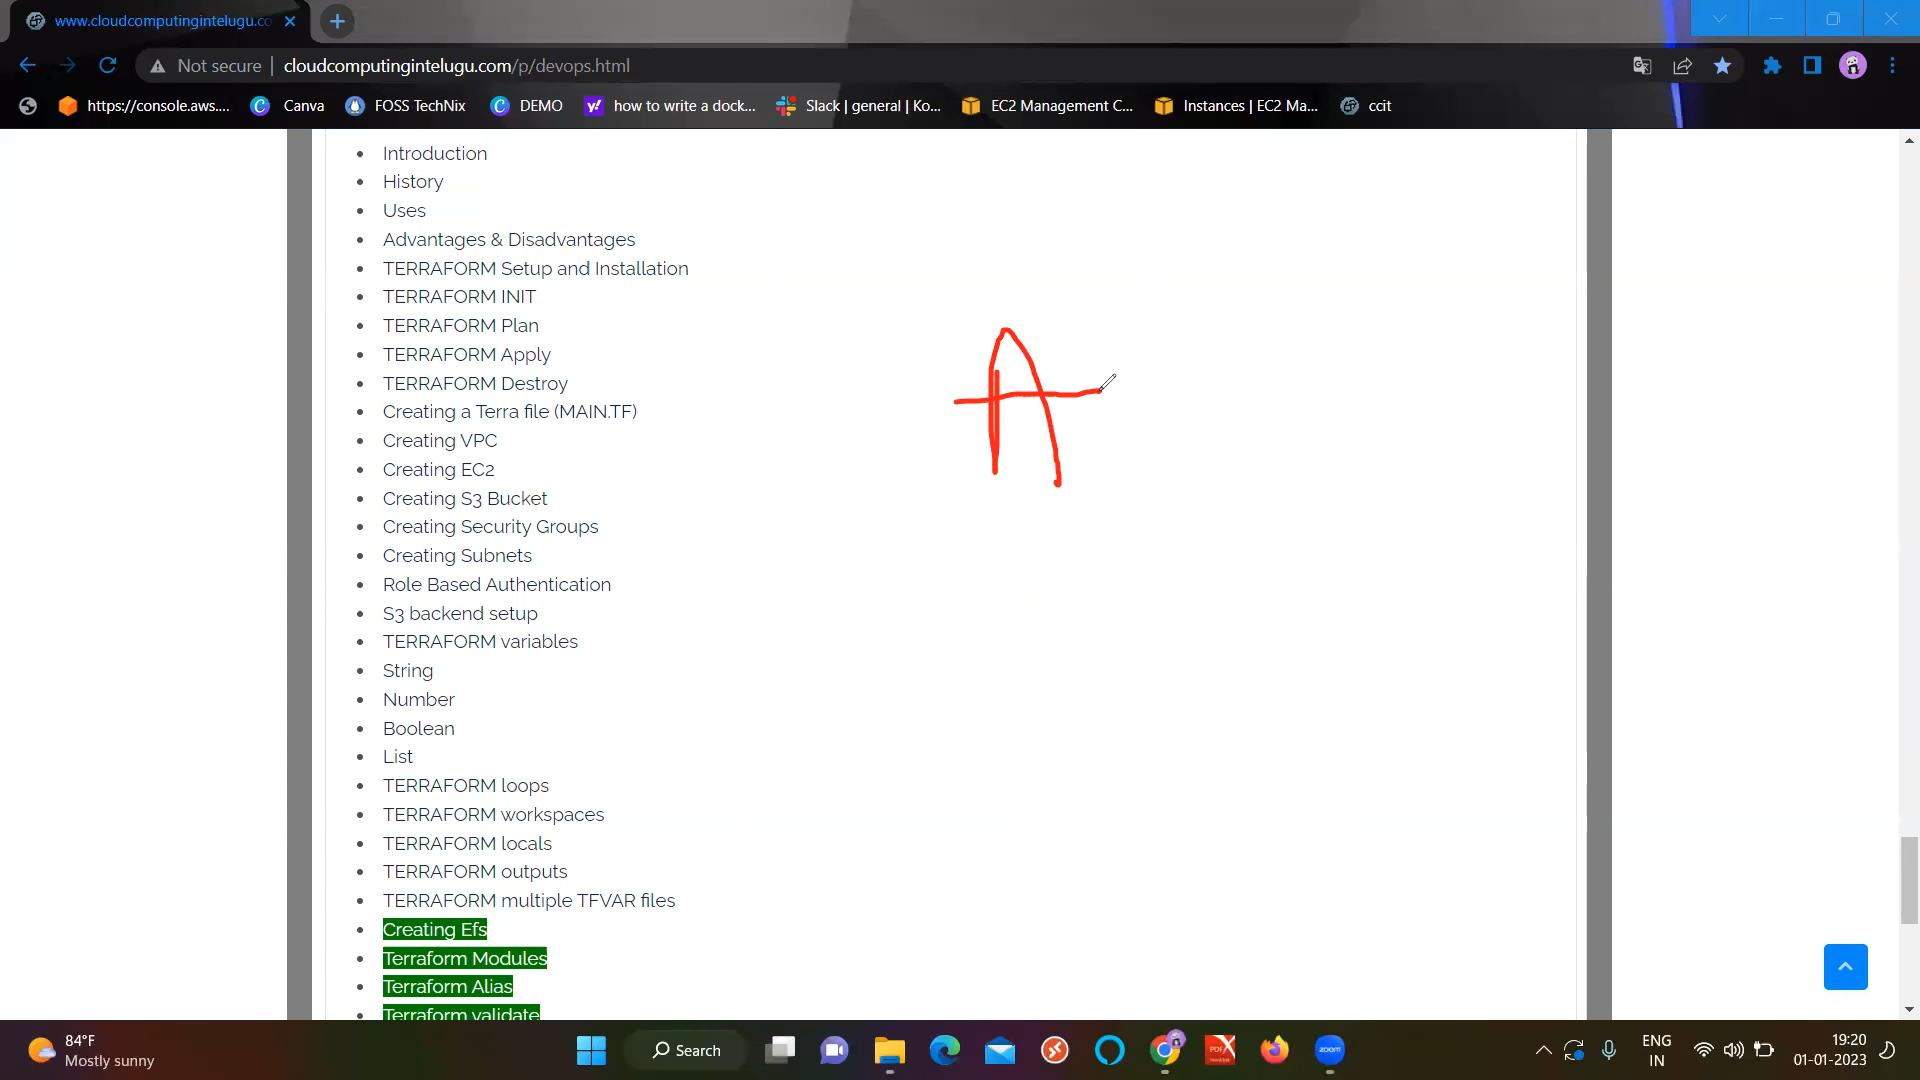 www.cloudcomputingintelugu.co
Not secure
cloudcomputingintelugu.com/p/devops.html
https://console.aws....
Canva
FOSS TechNix
DEMO
how to write a dock...
Slack | general | Ko...
EC2 Management C...
Instances | EC2 Ma...
ccit
Introduction
History
Uses
Advantages & Disadvantages
TERRAFORM Setup and Installation
TERRAFORM INIT
TERRAFORM Plan
TERRAFORM Apply
TERRAFORM Destroy
Creating a Terra file (MAIN.TF)
Creating VPC
Creating EC2
Creating S3 Bucket
Creating Security Groups
Creating Subnets
Role Based Authentication
S3 backend setup
TERRAFORM variables
String
Number
Boolean
List
TERRAFORM loops
TERRAFORM workspaces
TERRAFORM locals
TERRAFORM outputs
TERRAFORM multiple TFVAR files
Creating Efs
Terraform Modules
Terraform Alias
Terraform validate
A
84°F
Mostly sunny
Search
PDF
zoom
ENG
IN
19:20
01-01-2023